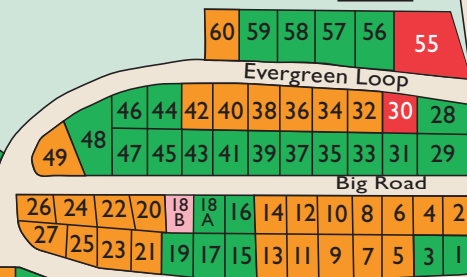 60 59 58 57 56 55
Evergreen Loop
46 44 42 40 38 36 34 32 30 28
49 48 47 45 43 41 39 37 35 33 31 29
Big Road
26 24 22 20 18 B 18 A 16 14 12 10 8 6 4 2
27 25 23 21 19 17 15 13 11 9 7 5 3 1